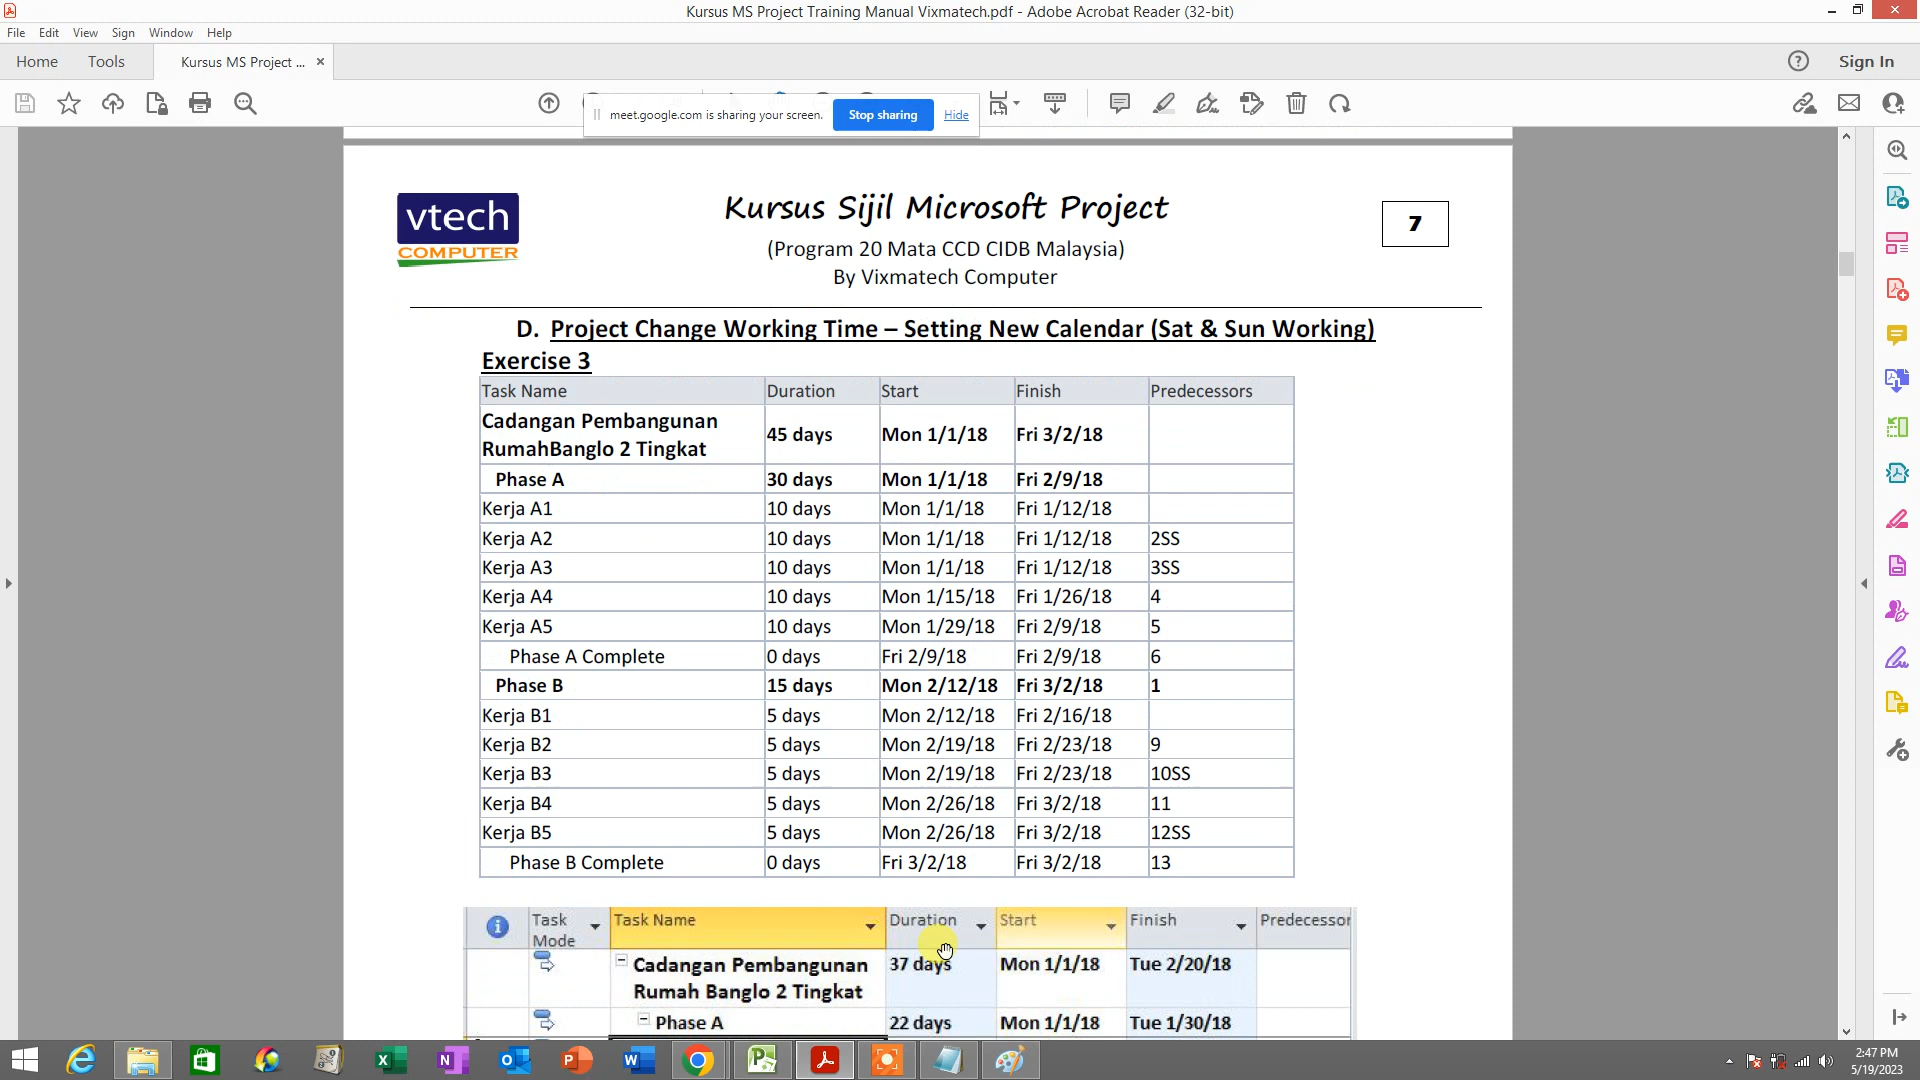 Kursus MS Project Training Manual Vixmatech.pdf - Adobe Acrobat Reader (32-bit)
File Edit View Sign Window Help
Home Tools Kursus MS Project ... × Sign In
meet.google.com is sharing your screen. Stop sharing Hide
vtech
COMPUTER
Kursus Sijil Microsoft Project
(Program 20 Mata CCD CIDB Malaysia)
By Vixmatech Computer
7
D. Project Change Working Time – Setting New Calendar (Sat & Sun Working)
Exercise 3
Task Name Duration Start Finish Predecessors
Cadangan Pembangunan
RumahBanglo 2 Tingkat 45 days Mon 1/1/18 Fri 3/2/18
Phase A 30 days Mon 1/1/18 Fri 2/9/18
Kerja A1 10 days Mon 1/1/18 Fri 1/12/18
Kerja A2 10 days Mon 1/1/18 Fri 1/12/18 2SS
Kerja A3 10 days Mon 1/1/18 Fri 1/12/18 3SS
Kerja A4 10 days Mon 1/15/18 Fri 1/26/18 4
Kerja A5 10 days Mon 1/29/18 Fri 2/9/18 5
Phase A Complete 0 days Fri 2/9/18 Fri 2/9/18 6
Phase B 15 days Mon 2/12/18 Fri 3/2/18 1
Kerja B1 5 days Mon 2/12/18 Fri 2/16/18
Kerja B2 5 days Mon 2/19/18 Fri 2/23/18 9
Kerja B3 5 days Mon 2/19/18 Fri 2/23/18 10SS
Kerja B4 5 days Mon 2/26/18 Fri 3/2/18 11
Kerja B5 5 days Mon 2/26/18 Fri 3/2/18 12SS
Phase B Complete 0 days Fri 3/2/18 Fri 3/2/18 13
Task Mode Task Name Duration Start Finish Predecessor
Cadangan Pembangunan
Rumah Banglo 2 Tingkat 37 days Mon 1/1/18 Tue 2/20/18
Phase A 22 days Mon 1/1/18 Tue 1/30/18
2:47 PM
5/19/2023